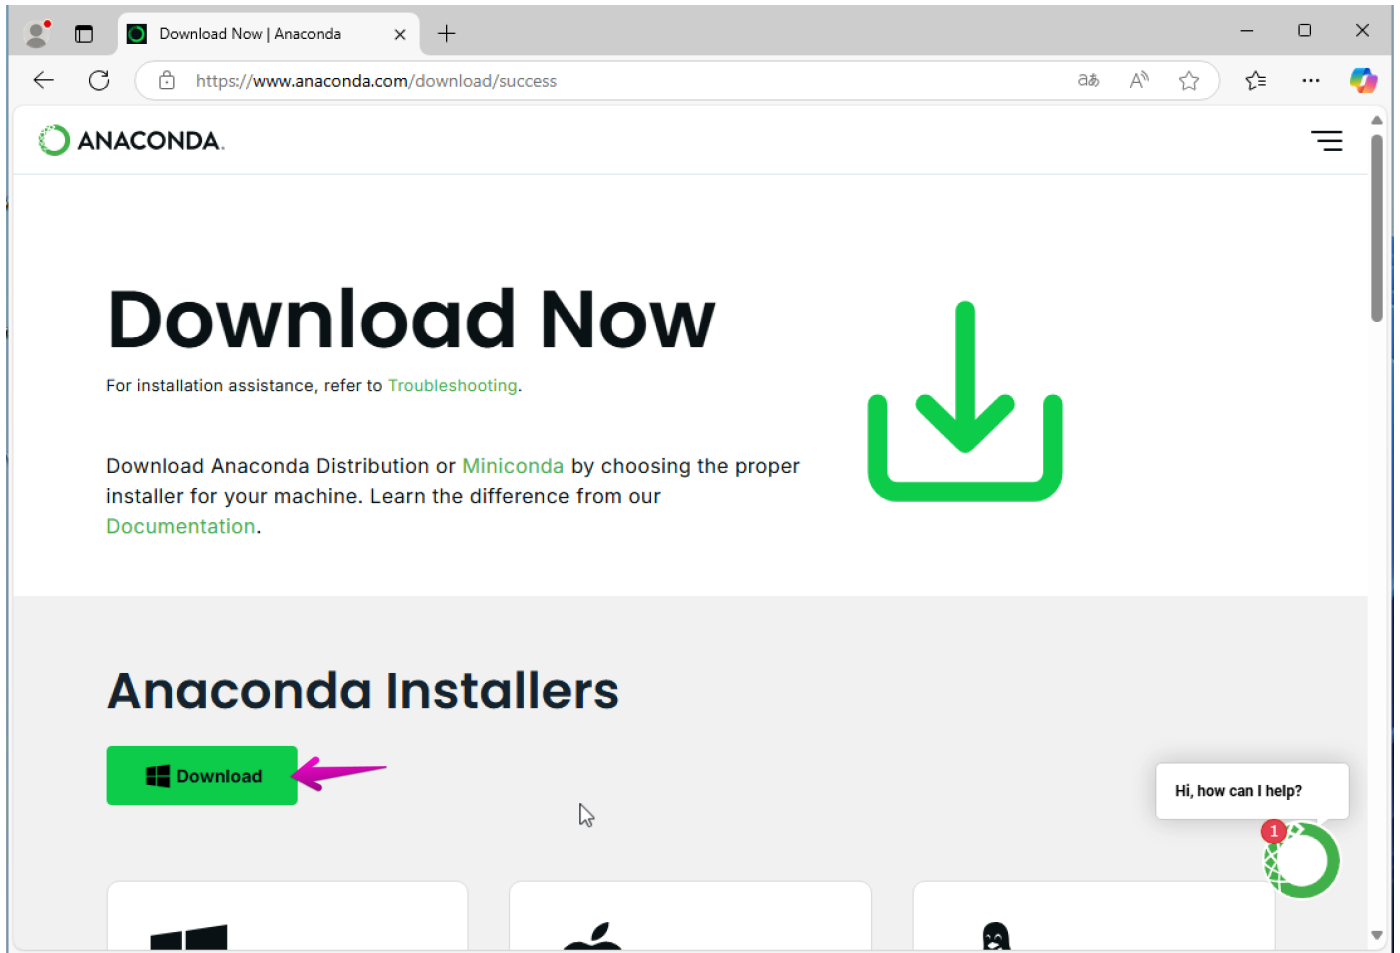 Download Now | Anaconda
https://www.anaconda.com/download/success
aあ
A
ANACONDA.
Download Now
For installation assistance, refer to Troubleshooting.
Download Anaconda Distribution or Miniconda by choosing the proper
installer for your machine. Learn the difference from our
Documentation.
Anaconda Installers
Download
Hi, how can I help?
1